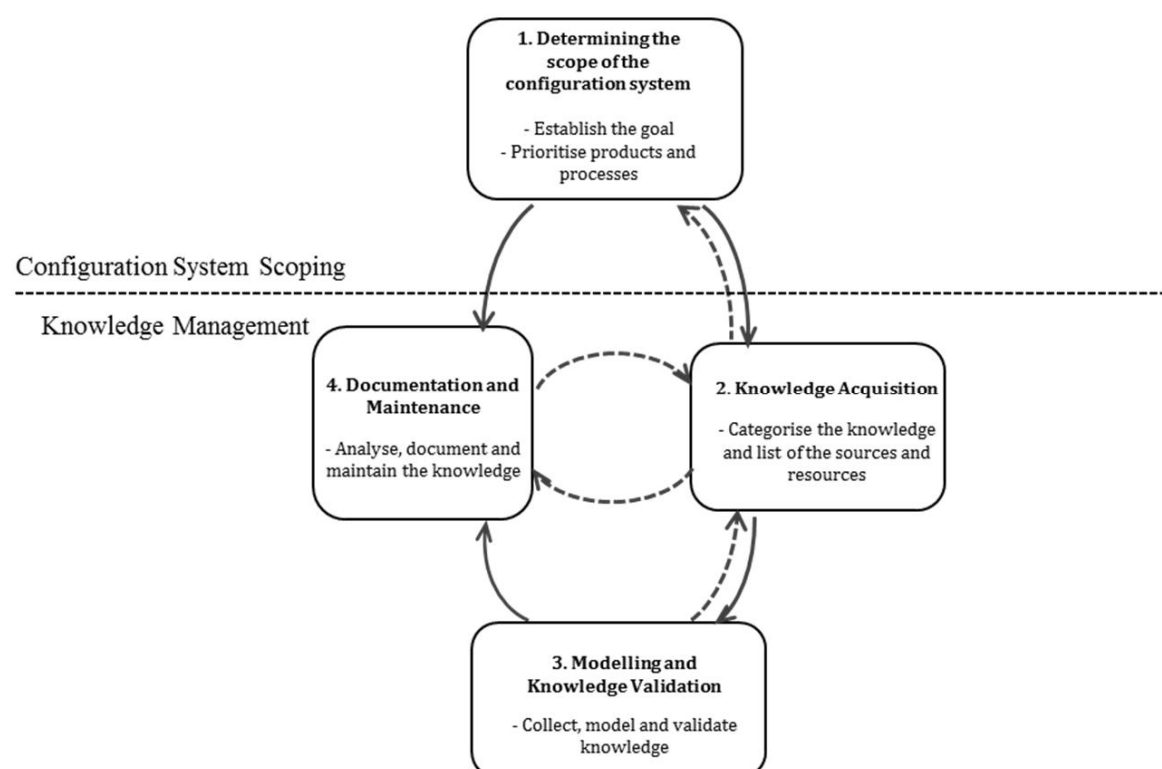 1. Determining the
scope of the
configuration system
- Establish the goal
- Prioritise products and
processes
Configuration System Scoping
Knowledge Management
4. Documentation and
Maintenance
- Analyse, document and
maintain the knowledge
2. Knowledge Acquisition
- Categorise the knowledge
and list of the sources and
resources
3. Modelling and
Knowledge Validation
- Collect, model and validate
knowledge